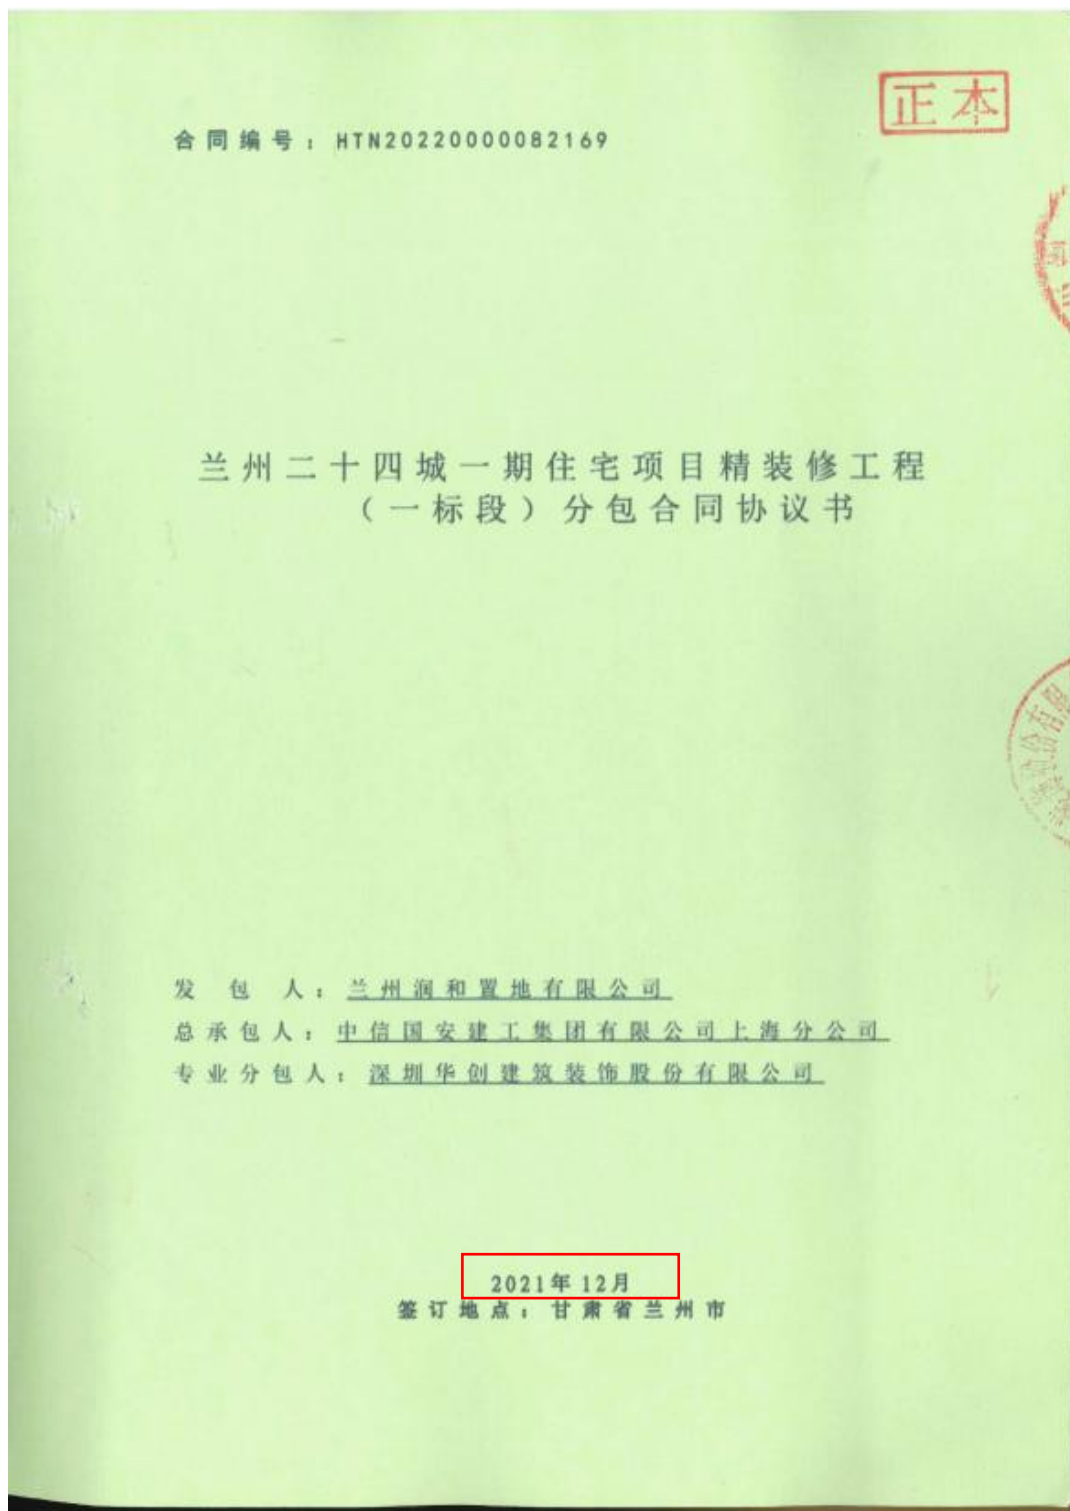 正本
合同编号：HTN20220000082169
兰州二十四城一期住宅项目精装修工程
（一标段）分包合同协议书
发包人：兰州润和置地有限公司
总承包人：中信国安建工集团有限公司上海分公司
专业分包人：深圳华创建筑装饰股份有限公司
2021年12月
签订地点：甘肃省兰州市